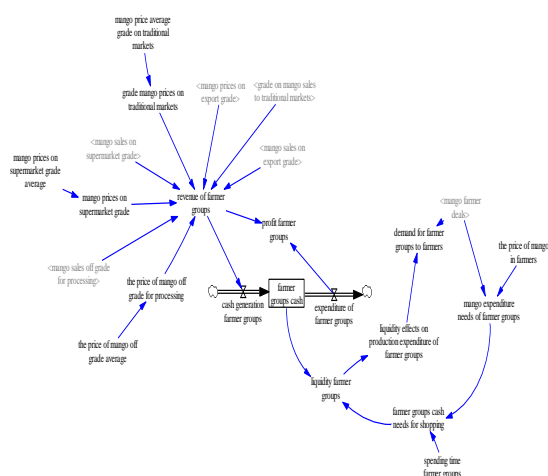 mango price average
grade on traditional
markets
grade mango prices on
traditional markets
<mango prices on
export grade>
<grade on mango sales
to traditional markets>
<mango sales on
supermarket grade>
<mango sales on
export grade>
mango prices on
supermarket grade
average
mango prices on
supermarket grade
revenue of farmer
groups
profit farmer
groups
<mango farmer
deals>
demand for farmer
groups to farmers
the price of mango
in farmers
<mango sales off grade
for processing>
the price of mango off
grade for processing
farmer
groups cash
cash generation
farmer groups
expenditure of
farmer groups
mango expenditure
needs of farmer groups
the price of mango off
grade average
liquidity effects on
production expenditure of
farmer groups
liquidity farmer
groups
farmer groups cash
needs for shopping
spending time
farmer groups